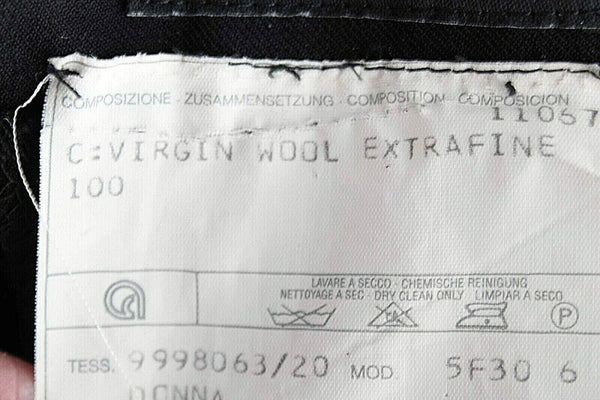 COMPOSIZIONE - ZUSAMMENSETZUNG - COMPOSITION - COMPOSICION
11067
C:VIRGIN WOOL EXTRAFINE
100
LAVARE A SECCO - CHEMISCHE REINIGUNG
NETTOYAGE A SEC - DRY CLEAN ONLY LIMPIAR A SECO
P
TESS. 9998063/20 MOD 5F30 6
DONNA